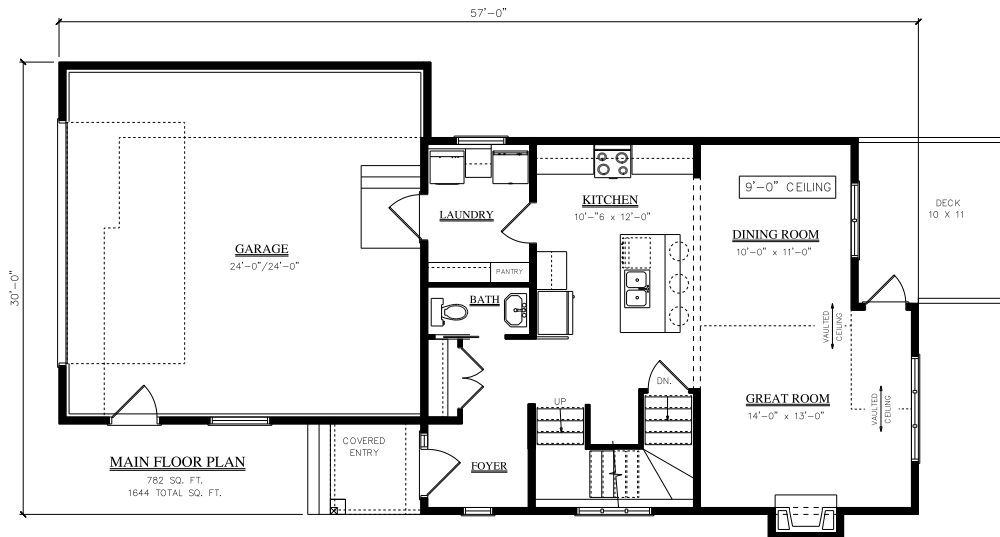 57'-0"
30'-0"
9'-0" CEILING
KITCHEN
10'-"6 x 12'-0"
LAUNDRY
DECK
10 X 11
DINING ROOM
10'-0" x 11'-0"
GARAGE
24'-0"/24'-0"
PANTRY
BATH
VAULTED
CEILING
DN.
UP
GREAT ROOM
14'-0" x 13'-0"
VAULTED
CEILING
COVERED
ENTRY
FOYER
MAIN FLOOR PLAN
782 SQ. FT.
1644 TOTAL SQ. FT.